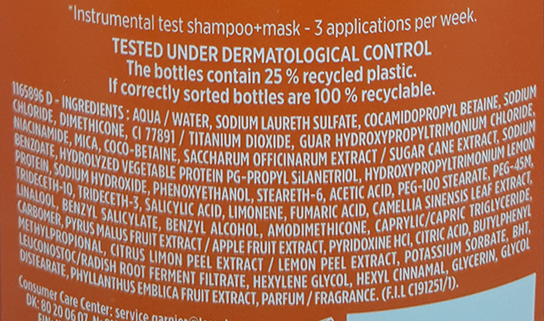 *Instrumental test shampoo+mask - 3 applications per week.
TESTED UNDER DERMATOLOGICAL CONTROL
The bottles contain 25 % recycled plastic.
If correctly sorted bottles are 100 % recyclable.
1165896 D - INGREDIENTS : AQUA / WATER, SODIUM LAURETH SULFATE, COCAMIDOPROPYL BETAINE, SODIUM
CHLORIDE, DIMETHICONE, CI 77891 / TITANIUM DIOXIDE, GUAR HYDROXYPROPYLTRIMONIUM CHLORIDE,
NIACINAMIDE, MICA, COCO-BETAINE, SACCHARUM OFFICINARUM EXTRACT / SUGAR CANE EXTRACT, SODIUM
BENZOATE, HYDROLYZED VEGETABLE PROTEIN PG-PROPYL SILANETRIOL, HYDROXYPROPYLTRIMONIUM LEMON
PROTEIN, SODIUM HYDROXIDE, PHENOXYETHANOL, STEARETH-6, ACETIC ACID, PEG-100 STEARATE, PEG-45M,
TRIDECETH-10, TRIDECETH-3, SALICYLIC ACID, LIMONENE, FUMARIC ACID, CAMELLIA SINENSIS LEAF EXTRACT,
LINALOOL, BENZYL SALICYLATE, BENZYL ALCOHOL, AMODIMETHICONE, CAPRYLIC/CAPRIC TRIGLYCERIDE,
CARBOMER, PYRUS MALUS FRUIT EXTRACT / APPLE FRUIT EXTRACT, PYRIDOXINE HCI, CITRIC ACID, BUTYLPHENYL
METHYLPROPIONAL, CITRUS LIMON PEEL EXTRACT / LEMON PEEL EXTRACT, POTASSIUM SORBATE, BHT,
LEUCONOSTOC/RADISH ROOT FERMENT FILTRATE, HEXYLENE GLYCOL, HEXYL CINNAMAL, GLYCERIN, GLYCOL
DISTEARATE, PHYLLANTHUS EMBLICA FRUIT EXTRACT, PARFUM / FRAGRANCE. (F.I.L C191251/1).
Consumer Care Center: service
DK: 80 20 06 07,